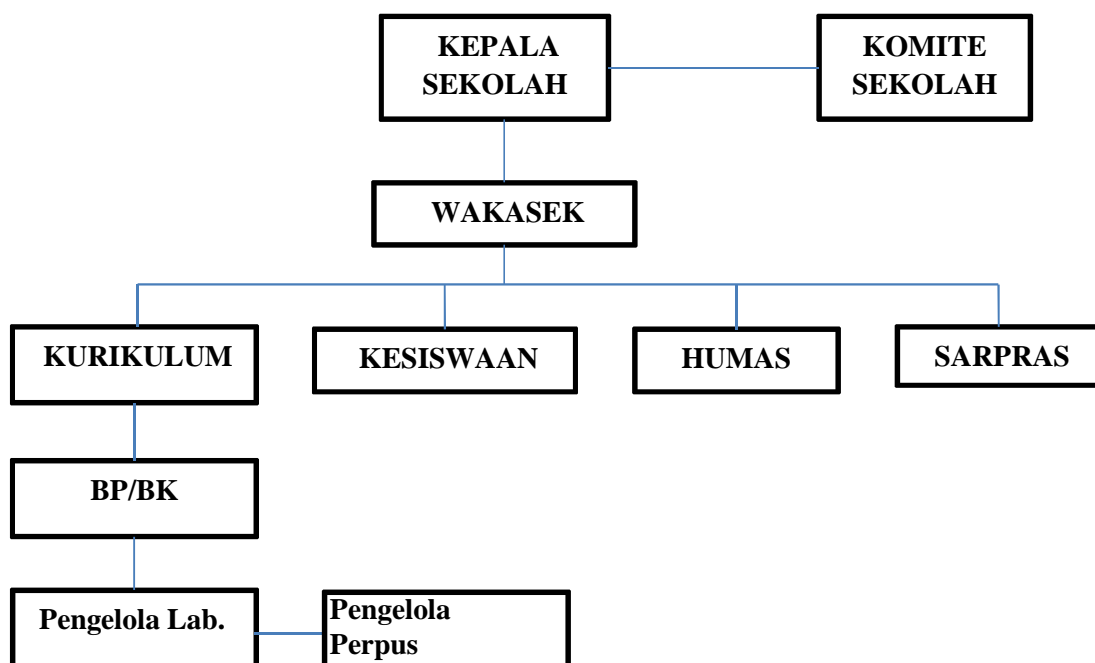 KEPALA
SEKOLAH
KOMITE
SEKOLAH
WAKASEK
KURIKULUM
KESISWAAN
HUMAS
SARPRAS
BP/BK
Pengelola Lab.
Pengelola
Perpus